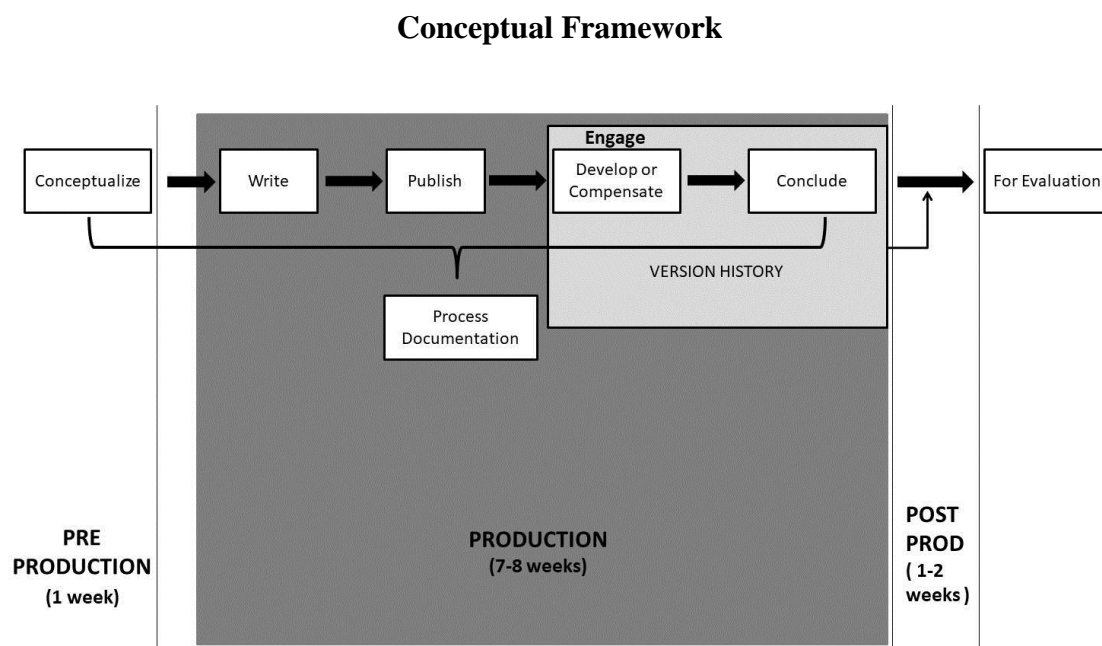 Conceptual Framework
Engage
Conceptualize
Write
Publish
Develop or
Compensate
Conclude
For Evaluation
VERSION HISTORY
Process
Documentation
PRE
PRODUCTION
(1 week)
PRODUCTION
(7-8 weeks)
POST
PROD
( 1-2
weeks )